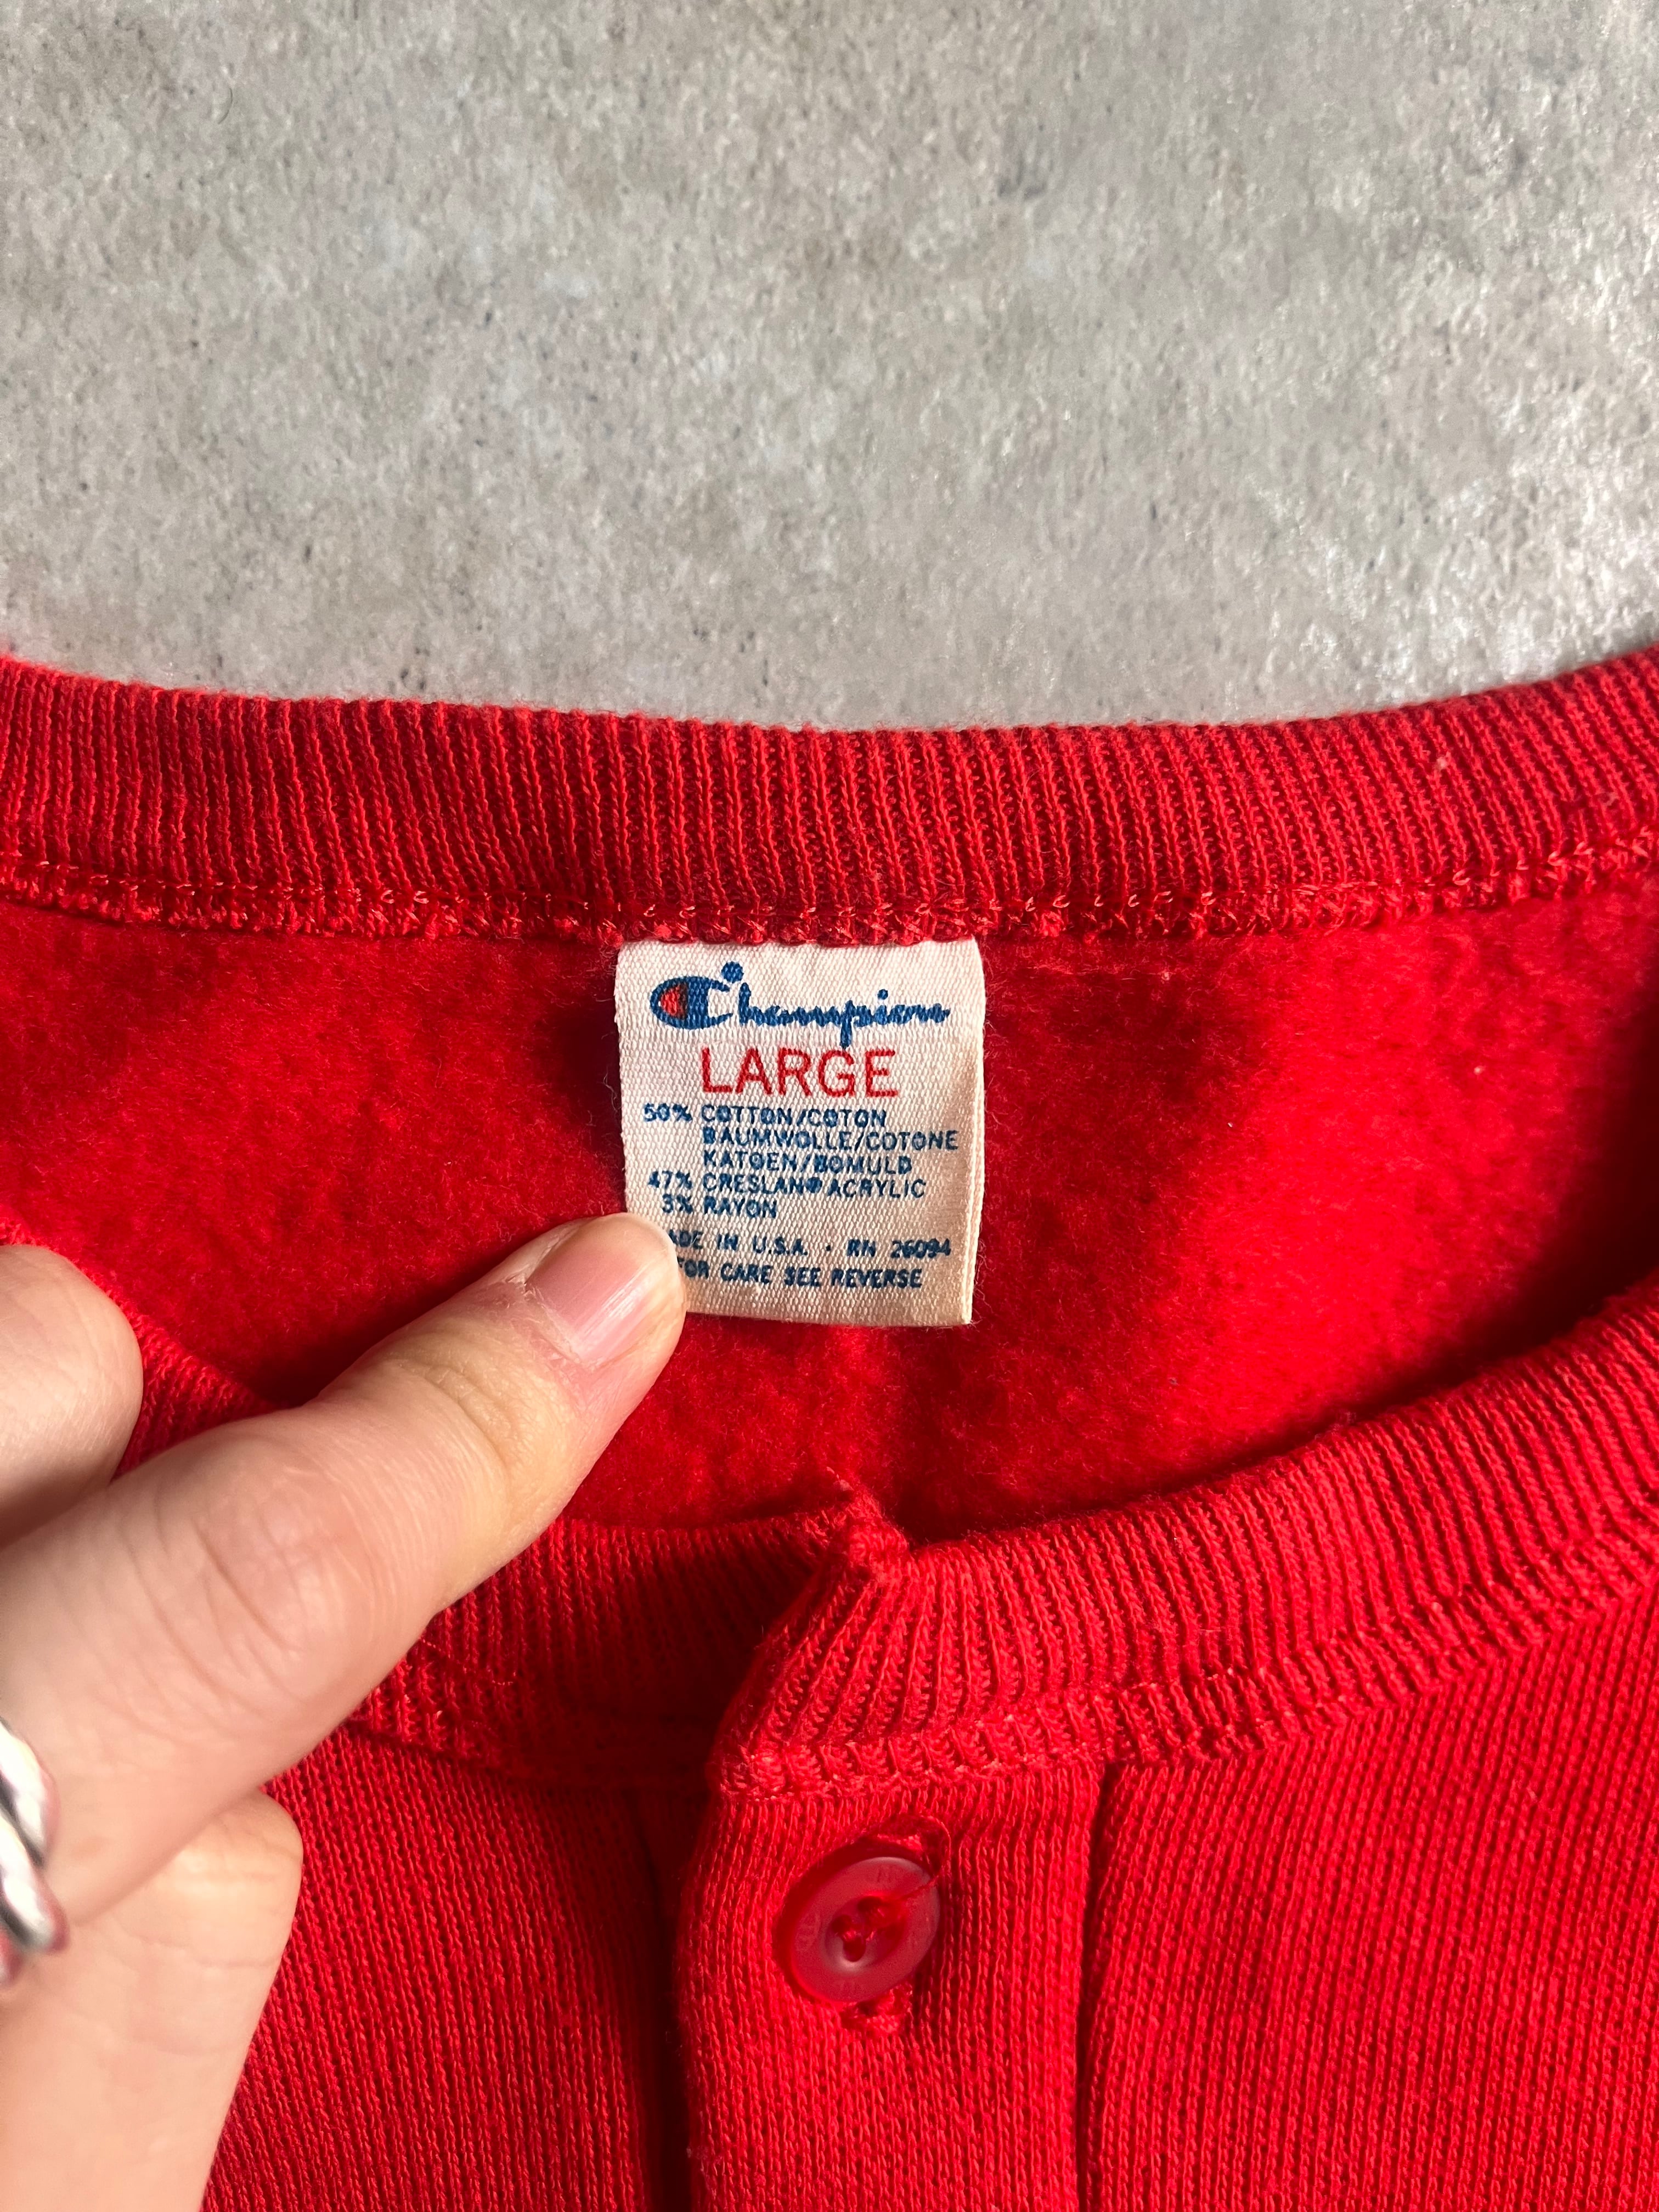 Champion
LARGE
50% COTTON/COTON
BAUMWOLLE/COTONE
KATOEN/BOMULD
47% CRESLAN® ACRYLIC
3% RAYON
ADE IN U.S.A. · RN 26094
FOR CARE SEE REVERSE